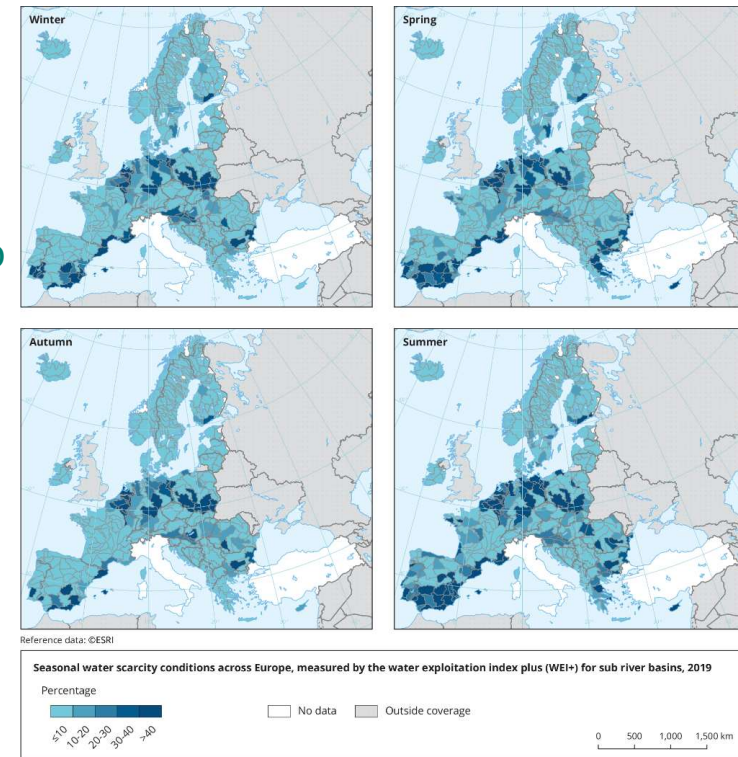 Winter
Spring
Autumn
Summer
Reference data: ©ESRI
Seasonal water scarcity conditions across Europe, measured by the water exploitation index plus (WEI+) for sub river basins, 2019
Percentage
≤10
10-20
20-30
30-40
>40
No data
Outside coverage
0 500 1,000 1,500 km